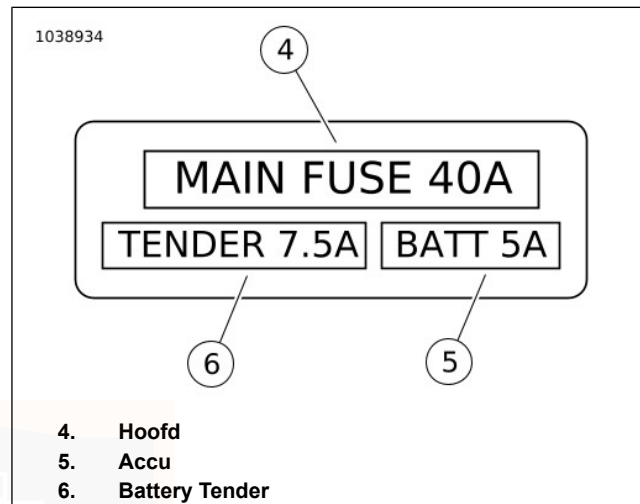 1038934
4
MAIN FUSE 40A
TENDER 7.5A BATT 5A
6 5
4. Hoofd
5. Accu
6. Battery Tender